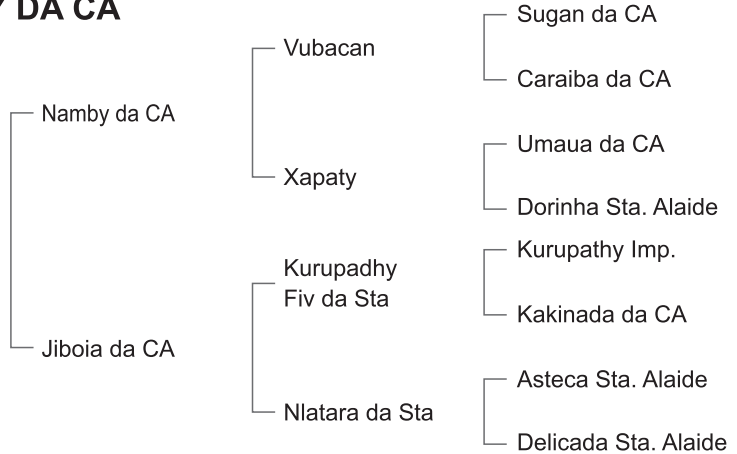 DA CA
Namby da CA
Jiboia da CA
Vubacan
Xapaty
Kurupadhy
Fiv da Sta
Nlatara da Sta
Sugan da CA
Caraiba da CA
Umaua da CA
Dorinha Sta. Alaide
Kurupathy Imp.
Kakinada da CA
Asteca Sta. Alaide
Delicada Sta. Alaide